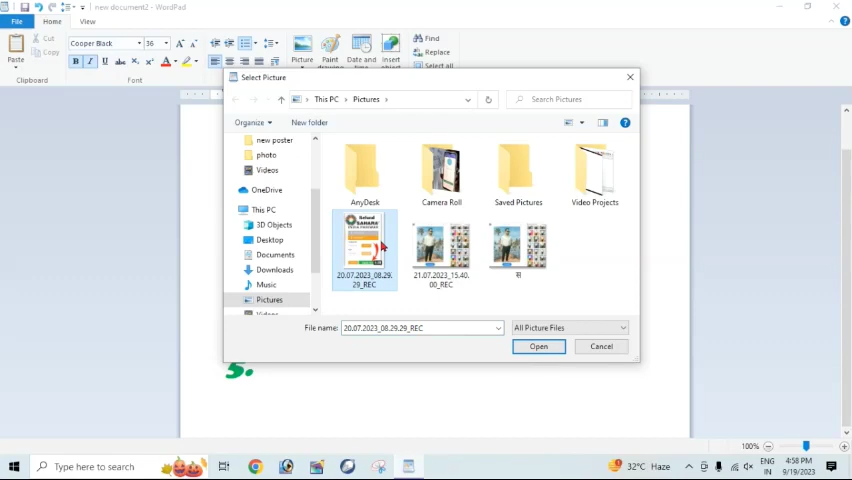 new document2 - WordPad
File
Home
View
Paste
Cut
Copy
Clipboard
Cooper Black
36
Font
Picture
Paint drawing
Date and time
Insert object
Find
Replace
Select all
Select Picture
This PC
Pictures
Search Pictures
Organize
New folder
new poster
photo
Videos
OneDrive
This PC
3D Objects
Desktop
Documents
Downloads
Music
Pictures
AnyDesk
Camera Roll
Saved Pictures
Video Projects
Refund
SAHARA
20.07.2023_08.29.
29_REC
21.07.2023_15.40.
00_REC
File name:
20.07.2023_08.29.29_REC
All Picture Files
Open
Cancel
5.
100%
Type here to search
32°C Haze
ENG
IN
4:58 PM
9/19/2023